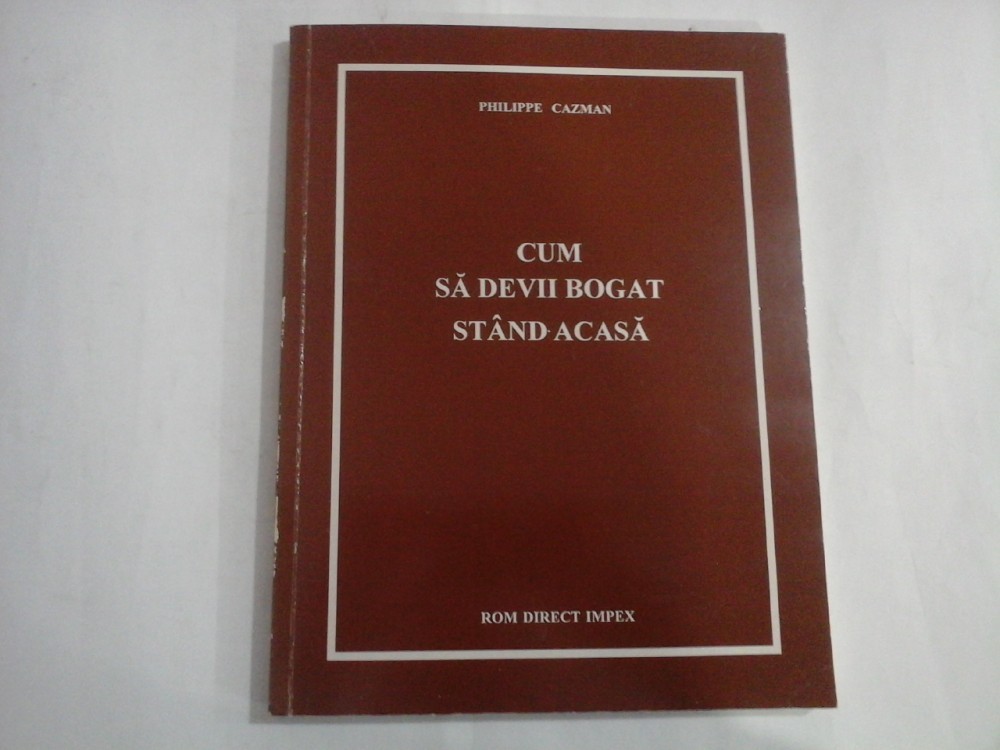 PHILIPPE CAZMAN
CUM
SĂ DEVII BOGAT
STÂND ACASĂ
ROM DIRECT IMPEX